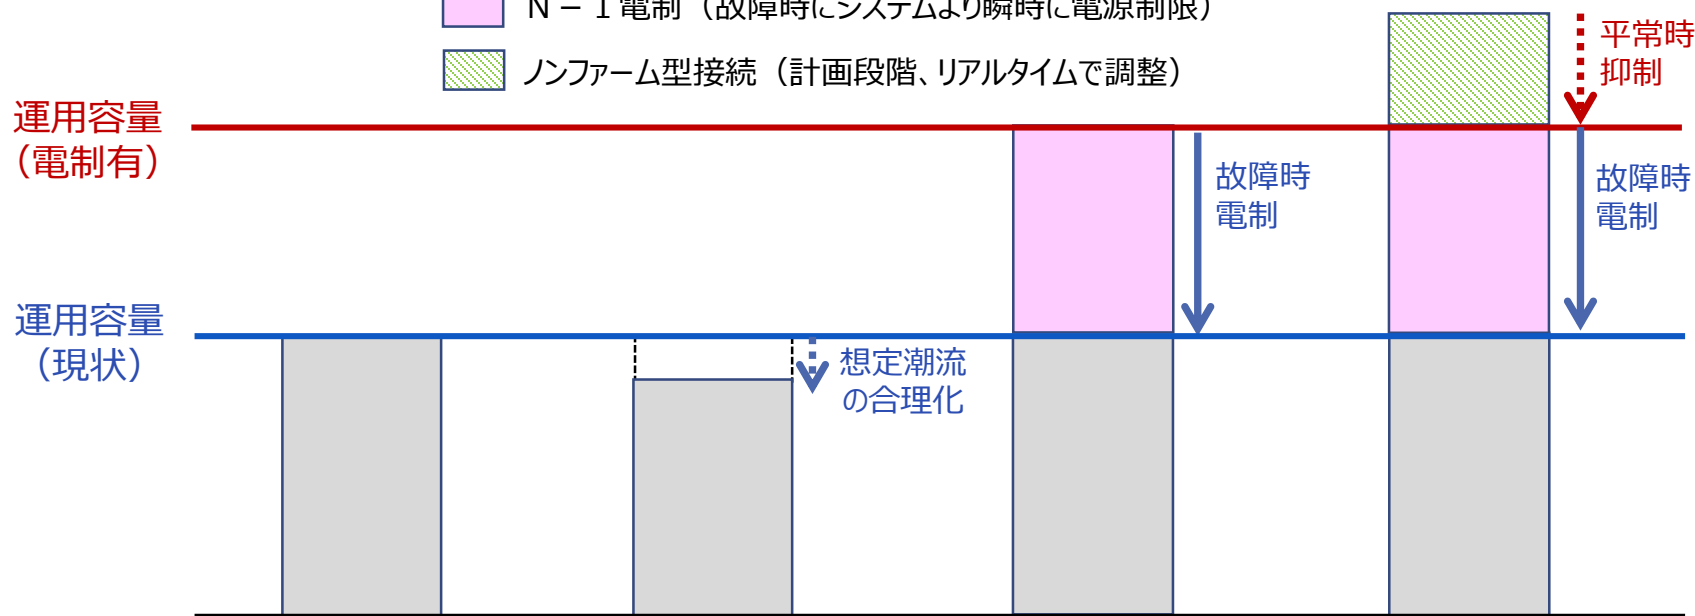 N－1電制（故障時にシステムより瞬時に電源制限）
ノンファーム型接続（計画段階、リアルタイムで調整）
平常時
抑制
運用容量
（電制有）
故障時
電制
故障時
電制
運用容量
（現状）
想定潮流
の合理化